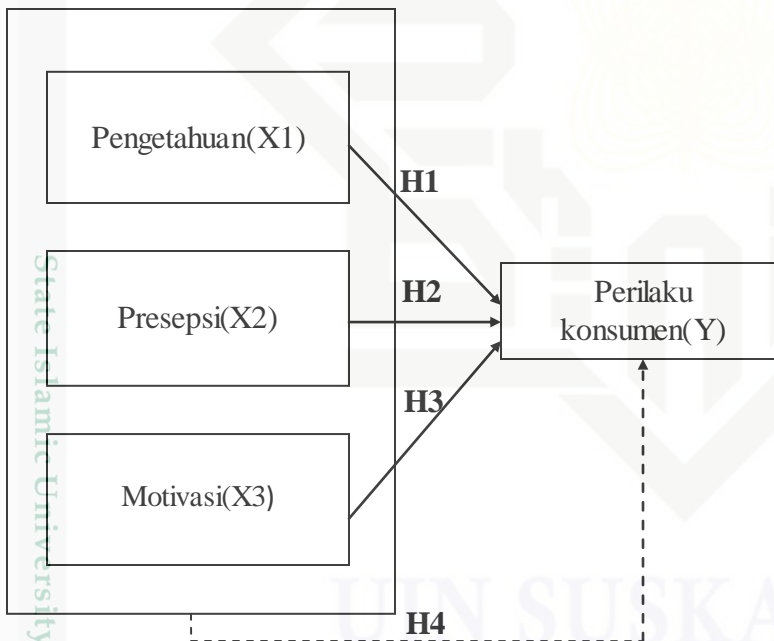 Pengetahuan(X1)
H1
Presepsi(X2)
H2
Perilaku
konsumen(Y)
H3
Motivasi(X3)
H4
State Islamic University
UIN SUSKA